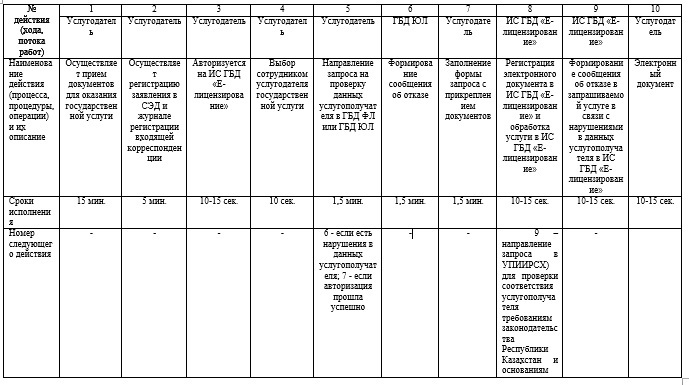 № действия (хода, потока работ) 1 2 3 4 5 6 7 8 9 10
Услугодатель Услугодатель Услугодатель Услугодатель Услугодатель ГБД ЮЛ Услугодатель ИС ГБД «Е-лицензирование» ИС ГБД «Е-лицензирование» Услугодатель
Наименование действия (процесса, процедуры, операции) и их описание
Осуществляет прием документов для оказания государственной услуги
Осуществляет регистрацию заявления в СЭД и журнале регистрации входящей корреспонденции
Авторизуется на ИС ГБД «Е-лицензирование»
Выбор сотрудником услугодателя государственной услуги
Направление запроса на проверку данных услугополучателя в ГБД ФЛ или ГБД ЮЛ
Формирование сообщения об отказе
Заполнение формы запроса с прикреплением документов
Регистрация электронного документа в ИС ГБД «Е-лицензирование» и обработка услуги в ИС ГБД «Е-лицензирование»
Формирование сообщения об отказе в запрашиваемой услуге в связи с нарушениями в данных услугополучателя в ИС ГБД «Е-лицензирование»
Электронный документ
Сроки исполнения 15 мин. 5 мин. 10-15 сек. 10 сек. 1,5 мин. 1,5 мин. 1,5 мин. 10-15 сек. 10-15 сек. 10-15 сек.
Номер следующего действия - - - -
6 - если есть нарушения в данных услугополучателя; 7 - если авторизация прошла успешно
- -
9 – направление запроса в УПИИРСХ) для проверки соответствия услугополучателя требованиям законодательства Республики Казахстан и основаниям
-